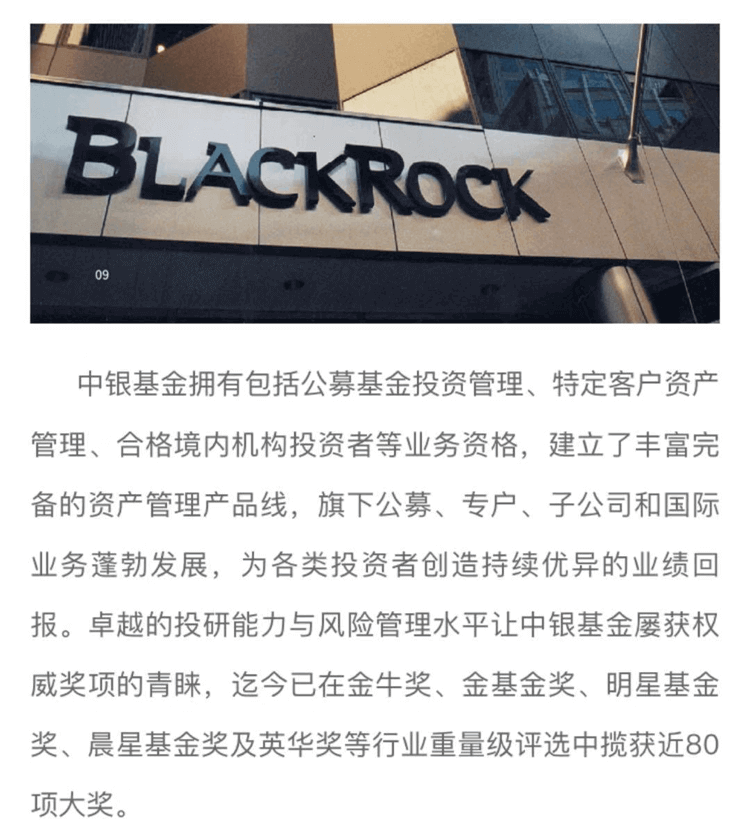 BLACKROCK
09
中银基金拥有包括公募基金投资管理、特定客户资产
管理、合格境内机构投资者等业务资格，建立了丰富完
备的资产管理产品线，旗下公募、专户、子公司和国际
业务蓬勃发展，为各类投资者创造持续优异的业绩回
报。卓越的投研能力与风险管理水平让中银基金屡获权
威奖项的青睐，迄今已在金牛奖、金基金奖、明星基金
奖、晨星基金奖及英华奖等行业重量级评选中揽获近80
项大奖。